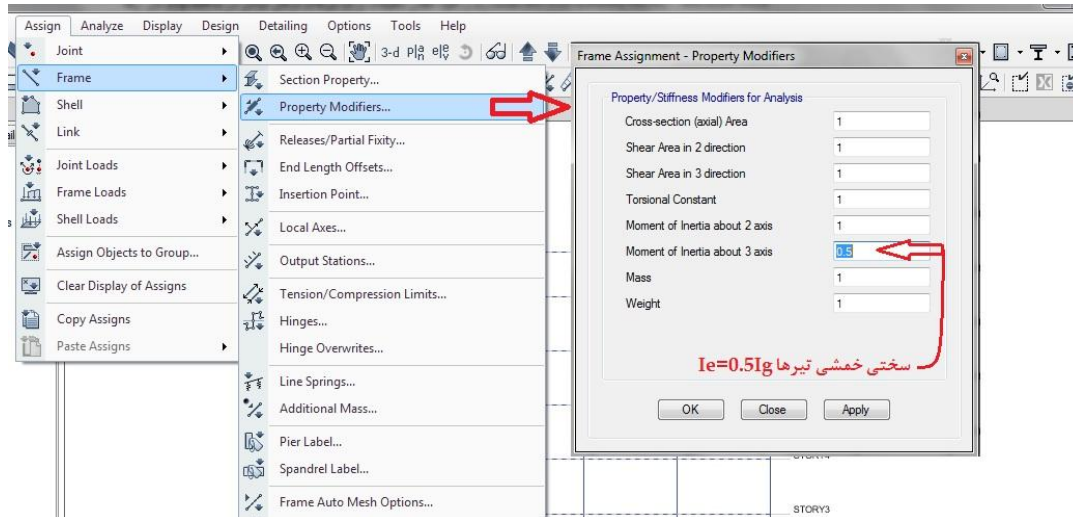 Assign Analyze Display Design Detailing Options Tools Help
Joint
Frame
Shell
Link
Joint Loads
Frame Loads
Shell Loads
Assign Objects to Group...
Clear Display of Assigns
Copy Assigns
Paste Assigns
3-d
Section Property...
Property Modifiers...
Releases/Partial Fixity...
End Length Offsets...
Insertion Point...
Local Axes...
Output Stations...
Tension/Compression Limits...
Hinges...
Hinge Overwrites...
Line Springs...
Additional Mass...
Pier Label...
Spandrel Label...
Frame Auto Mesh Options...
Frame Assignment - Property Modifiers
Property/Stiffness Modifiers for Analysis
Cross-section (axial) Area 1
Shear Area in 2 direction 1
Shear Area in 3 direction 1
Torsional Constant 1
Moment of Inertia about 2 axis 1
Moment of Inertia about 3 axis 0.5
Mass 1
Weight 1
سختی خمشی تیرها Ie=0.5Ig
OK Close Apply
STORY3